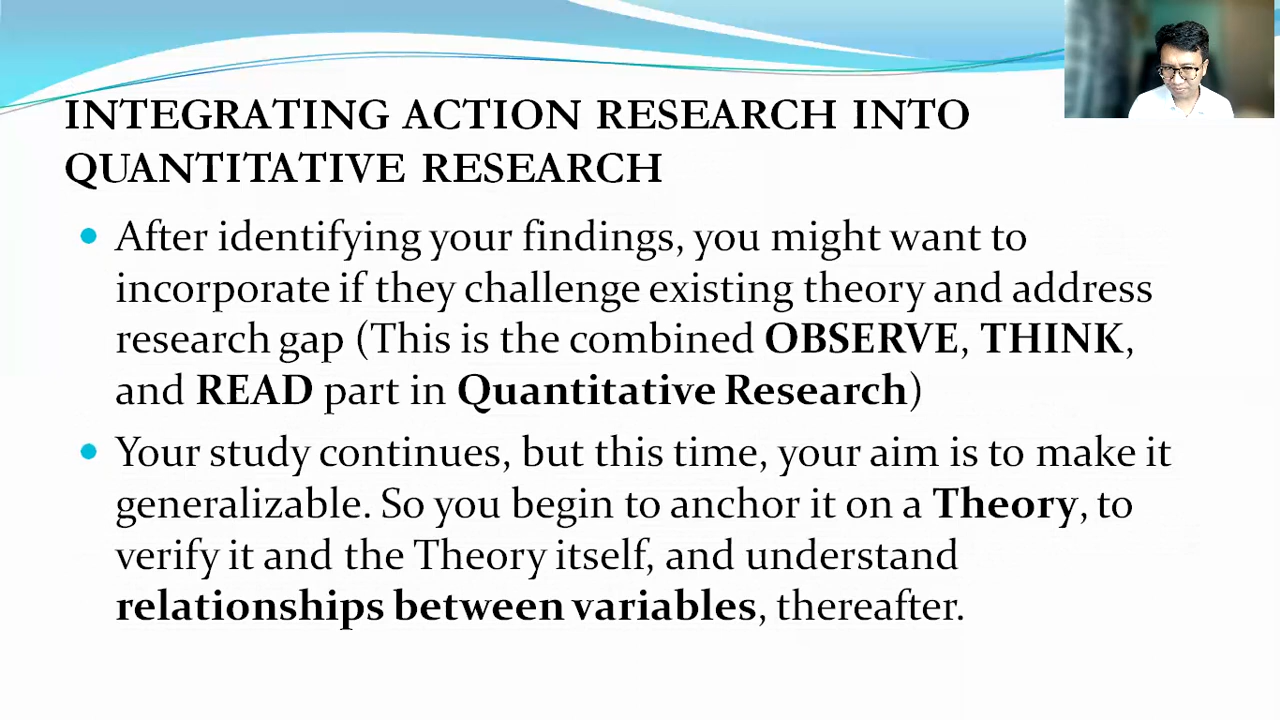 INTEGRATING ACTION RESEARCH INTO
QUANTITATIVE RESEARCH
After identifying your findings, you might want to
incorporate if they challenge existing theory and address
research gap (This is the combined OBSERVE, THINK,
and READ part in Quantitative Research)
Your study continues, but this time, your aim is to make it
generalizable. So you begin to anchor it on a Theory, to
verify it and the Theory itself, and understand
relationships between variables, thereafter.